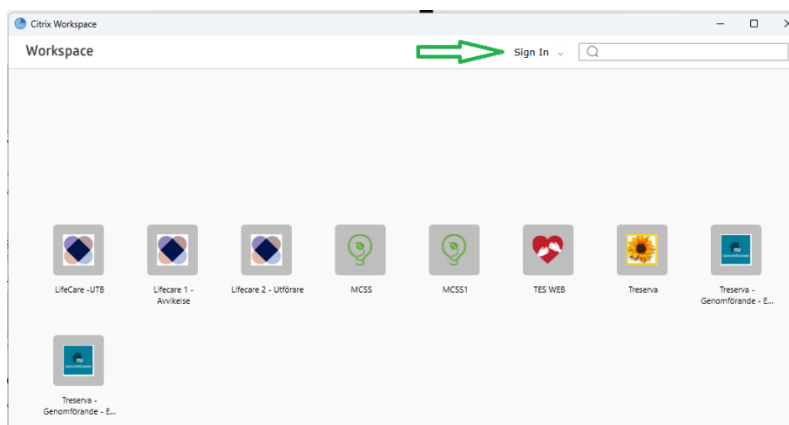 Citrix Workspace
Workspace
Sign In
LifeCare -UTB
Lifecare 1 -
Avvikelse
Lifecare 2 - Utförare
MCSS
MCSS1
TES WEB
Treserva
Treserva -
Genomförande - E...
Treserva -
Genomförande - E...